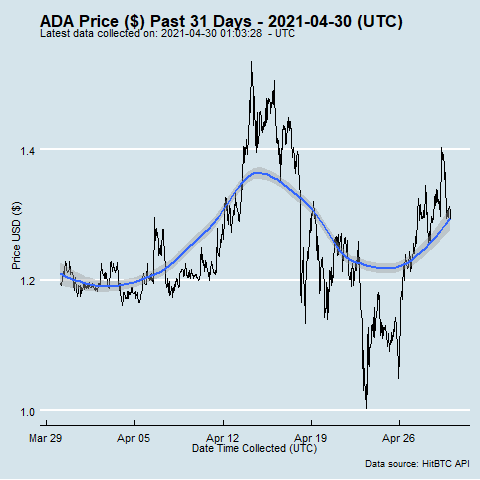 ADA Price ($) Past 31 Days - 2021-04-30 (UTC)
Latest data collected on: 2021-04-30 01:03:28 - UTC
Price USD ($)
1.4
1.2
1.0
Mar 29 Apr 05 Apr 12 Apr 19 Apr 26
Date Time Collected (UTC)
Data source: HitBTC API